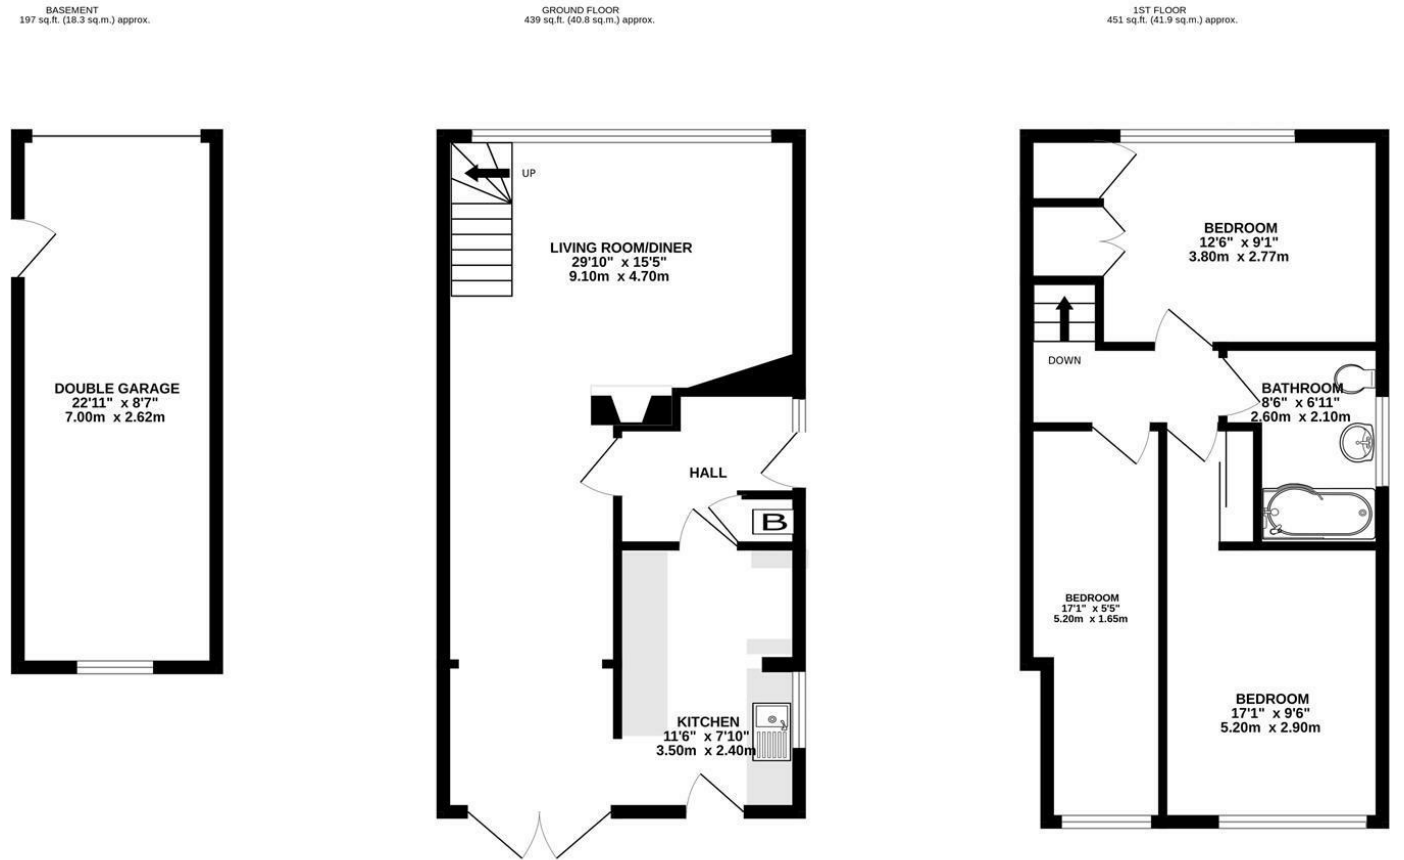 BASEMENT
197 sq.ft. (18.3 sq.m.) approx.
GROUND FLOOR
439 sq.ft. (40.8 sq.m.) approx.
1ST FLOOR
451 sq.ft. (41.9 sq.m.) approx.
DOUBLE GARAGE
22'11" x 8'7"
7.00m x 2.62m
UP
LIVING ROOM/DINER
29'10" x 15'5"
9.10m x 4.70m
HALL
B
KITCHEN
11'6" x 7'10"
3.50m x 2.40m
BEDROOM
12'6" x 9'1"
3.80m x 2.77m
DOWN
BATHROOM
8'6" x 6'11"
2.60m x 2.10m
BEDROOM
17'1" x 5'5"
5.20m x 1.65m
BEDROOM
17'1" x 9'6"
5.20m x 2.90m